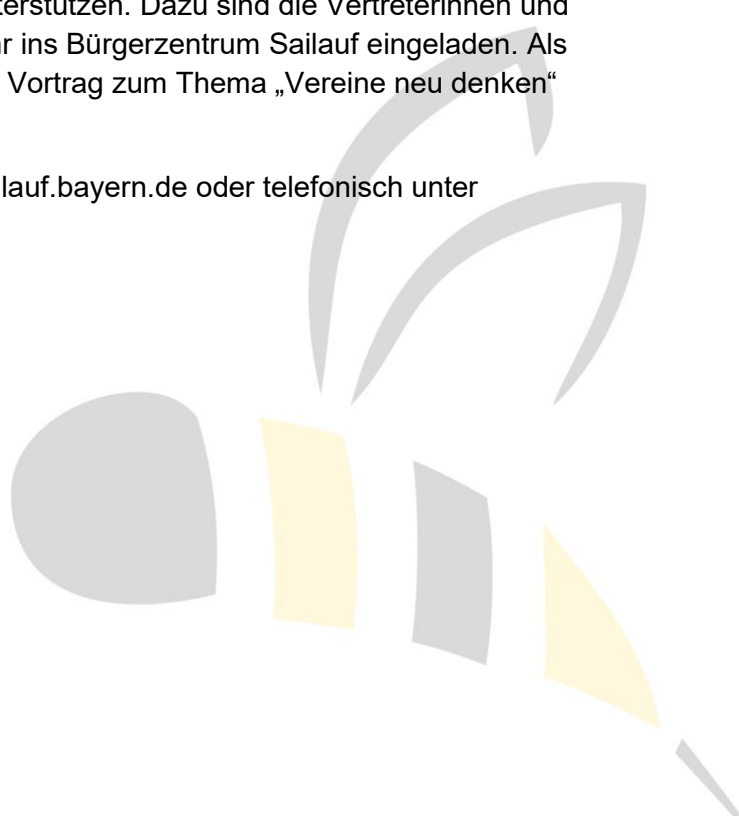 terstützen. Dazu sind die Vertreterinnen und
r ins Bürgerzentrum Sailauf eingeladen. Als
Vortrag zum Thema „Vereine neu denken“
lauf.bayern.de oder telefonisch unter